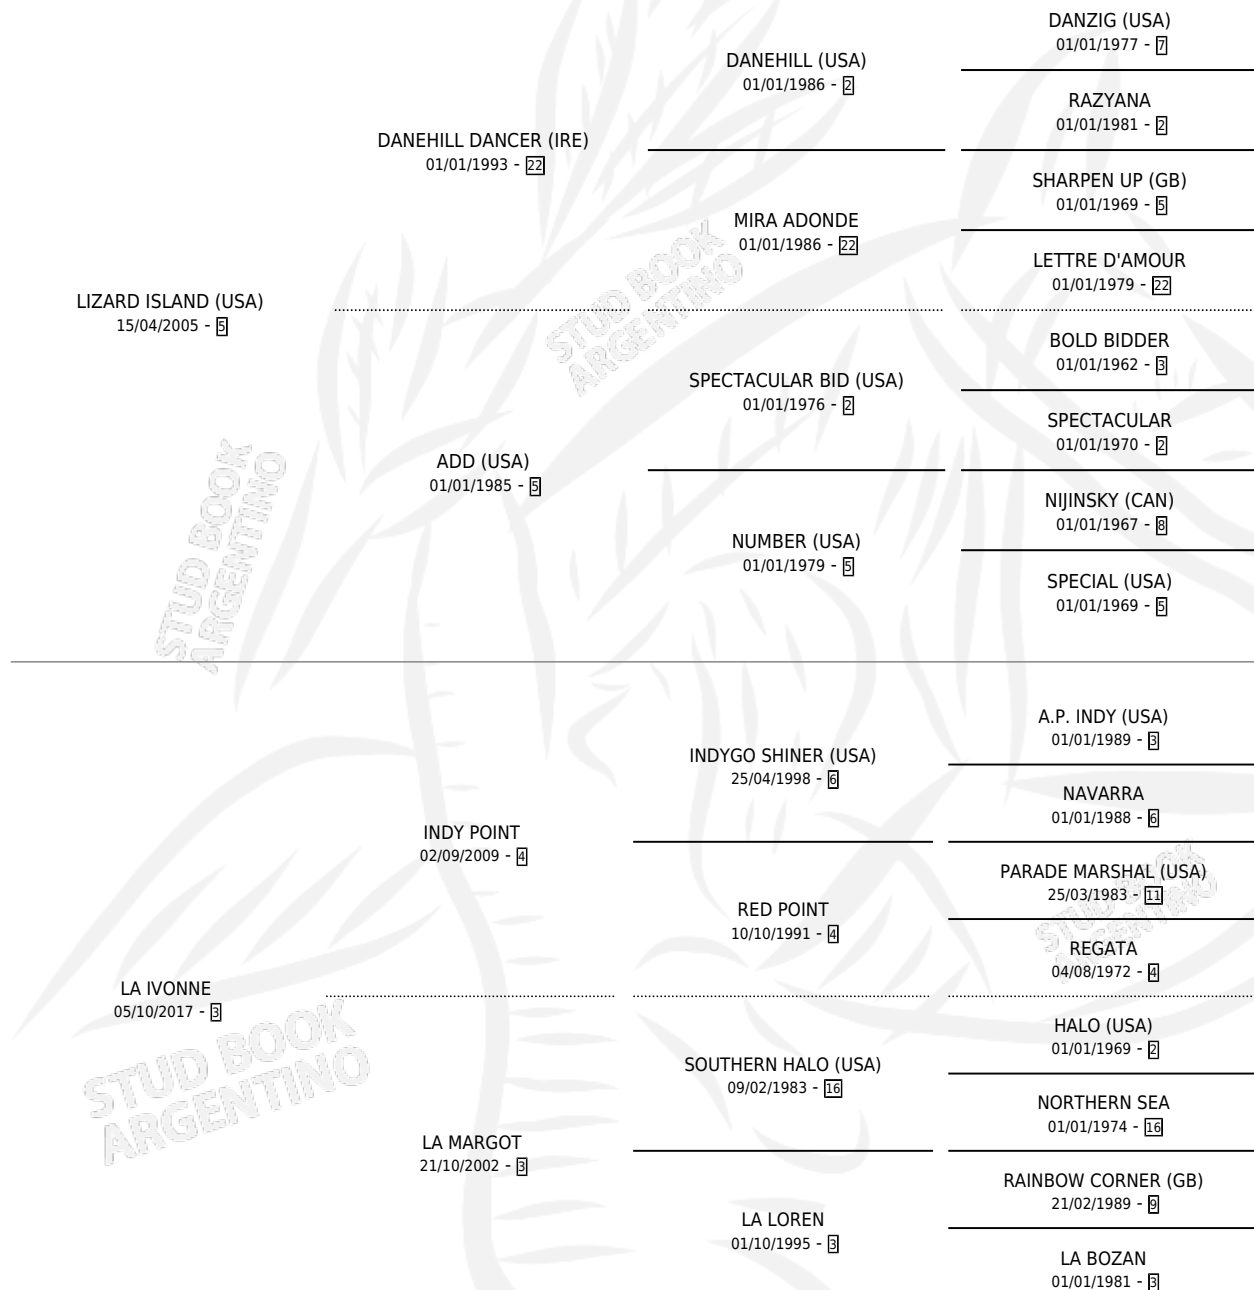 DANZIG (USA)
01/01/1977 - 7
DANEHILL (USA)
01/01/1986 - 2
RAZYANA
01/01/1981 - 2
DANEHILL DANCER (IRE)
01/01/1993 - 22
SHARPEN UP (GB)
01/01/1969 - 5
MIRA ADONDE
01/01/1986 - 22
LETTRE D'AMOUR
01/01/1979 - 22
LIZARD ISLAND (USA)
15/04/2005 - 5
STUD BOOK
ARGENTINO
BOLD BIDDER
01/01/1962 - 3
SPECTACULAR BID (USA)
01/01/1976 - 2
SPECTACULAR
01/01/1970 - 2
ADD (USA)
01/01/1985 - 5
NIJINSKY (CAN)
01/01/1967 - 8
NUMBER (USA)
01/01/1979 - 5
SPECIAL (USA)
01/01/1969 - 5
STUD BOOK
ARGENTINO
A.P. INDY (USA)
01/01/1989 - 3
INDYGO SHINER (USA)
25/04/1998 - 6
NAVARRA
01/01/1988 - 6
INDY POINT
02/09/2009 - 4
PARADE MARSHAL (USA)
25/03/1983 - 11
RED POINT
10/10/1991 - 4
STUD BOOK
ARGENTINO
REGATA
04/08/1972 - 4
LA IVONNE
05/10/2017 - 3
HALO (USA)
01/01/1969 - 2
SOUTHERN HALO (USA)
09/02/1983 - 16
STUD BOOK
ARGENTINO
NORTHERN SEA
01/01/1974 - 16
LA MARGOT
21/10/2002 - 3
RAINBOW CORNER (GB)
21/02/1989 - 9
LA LOREN
01/10/1995 - 3
LA BOZAN
01/01/1981 - 3